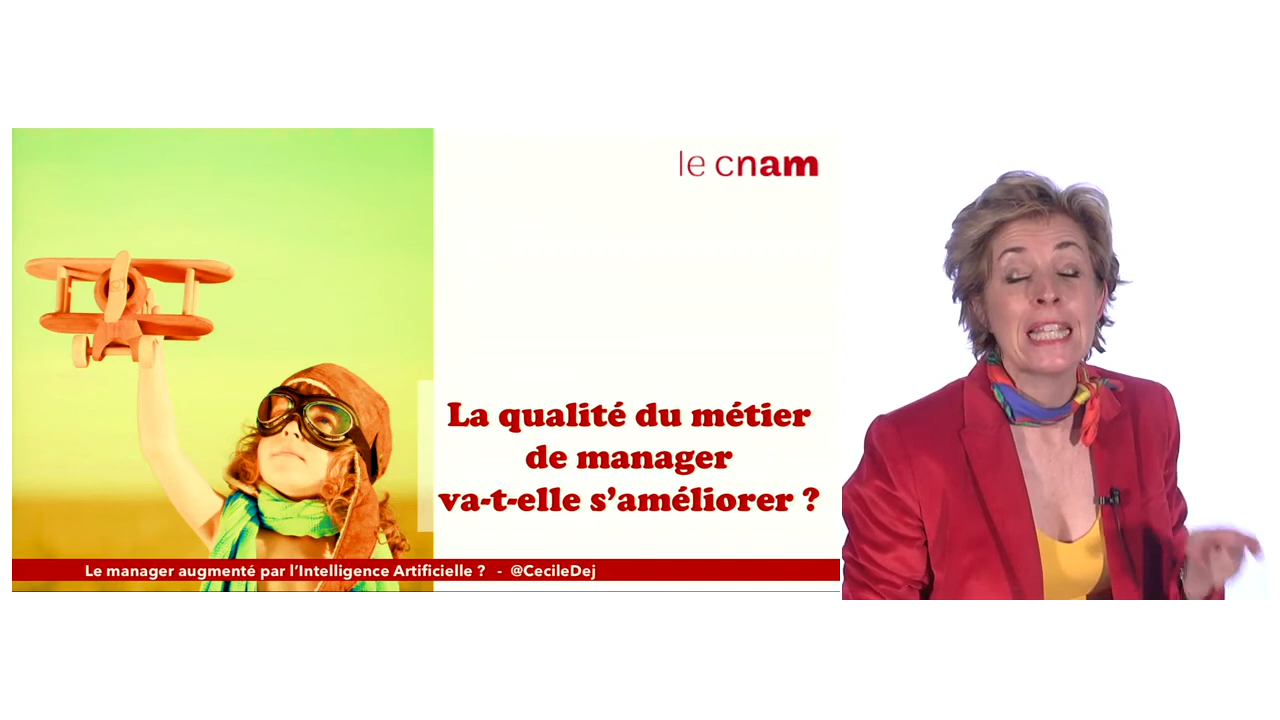 le cnam
La qualité du métier
de manager
va-t-elle s’améliorer ?
Le manager augmenté par l’Intelligence Artificielle ? - @CecileDej